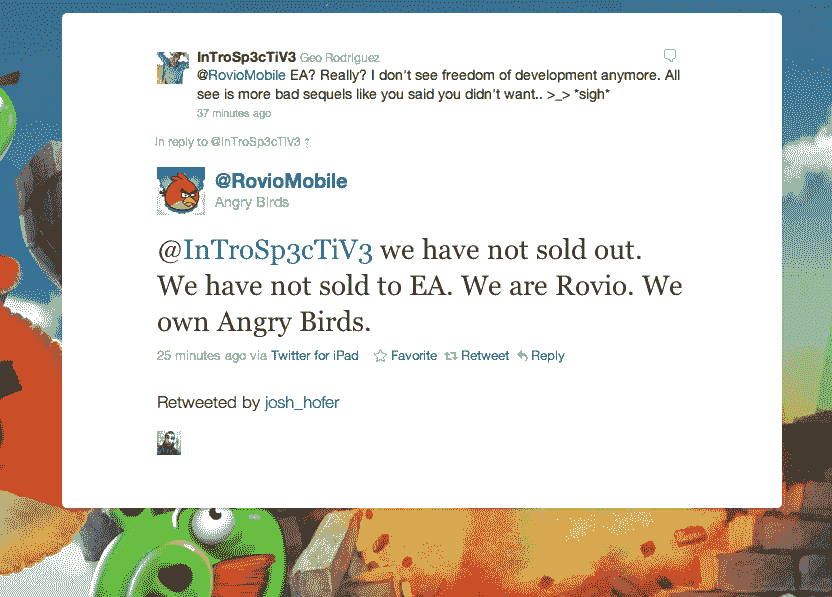 InTroSp3cTiV3 Geo Rodriguez
@RovioMobile EA? Really? I don't see freedom of development anymore. All
see is more bad sequels like you said you didn't want.. >_> *sigh*
37 minutes ago
In reply to @InTroSp3cTiV3 ↑
@RovioMobile
Angry Birds
@InTroSp3cTiV3 we have not sold out.
We have not sold to EA. We are Rovio. We
own Angry Birds.
25 minutes ago via Twitter for iPad Favorite Retweet Reply
Retweeted by josh_hofer